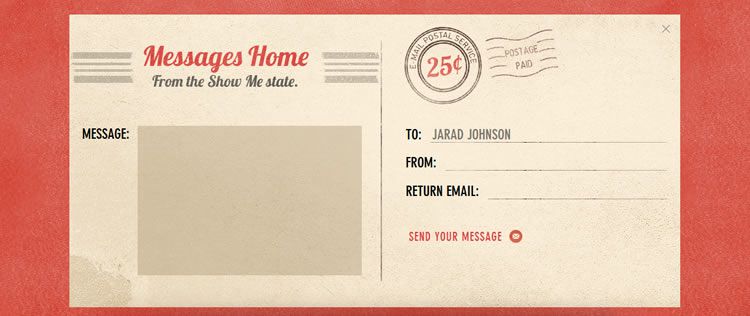 Messages Home
From the Show Me state.
MESSAGE:
E-MAIL POSTAL SERVICE
25¢
POSTAGE
PAID
TO: JARAD JOHNSON
FROM:
RETURN EMAIL:
SEND YOUR MESSAGE